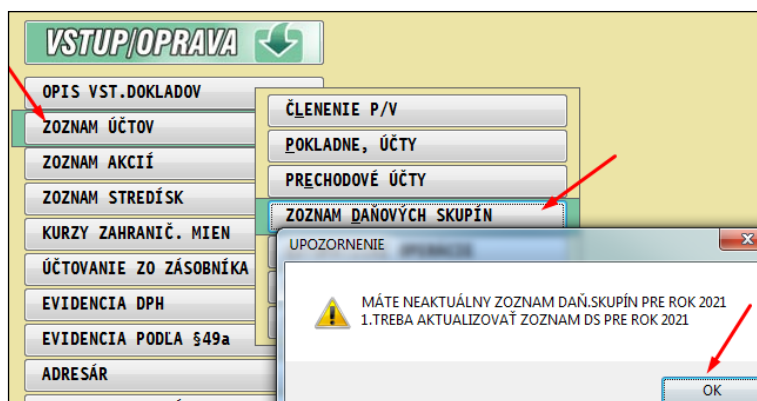 VSTUP/OPRAVA
OPIS VST.DOKLADOV
ZOZNAM ÚČTOV
ZOZNAM AKCIÍ
ZOZNAM STREDÍSK
KURZY ZAHRANIČ. MIEN
ÚČTOVANIE ZO ZÁSOBNÍKA
EVIDENCIA DPH
EVIDENCIA PODĽA §49a
ADRESÁR
ČLENENIE P/V
POKLADNE, ÚČTY
PRECHODOVÉ ÚČTY
ZOZNAM DAŇOVÝCH SKUPÍN
UPOZORNENIE
MÁTE NEAKTUÁLNY ZOZNAM DAŇ.SKUPÍN PRE ROK 2021
1.TREBA AKTUALIZOVAŤ ZOZNAM DS PRE ROK 2021
OK